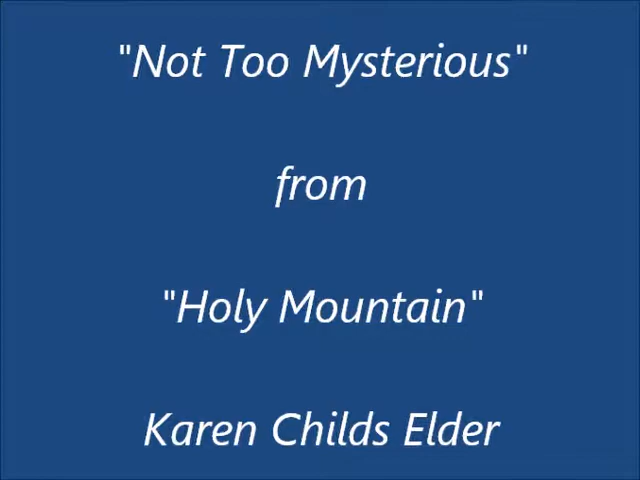 "Not Too Mysterious"
from
"Holy Mountain"
Karen Childs Elder